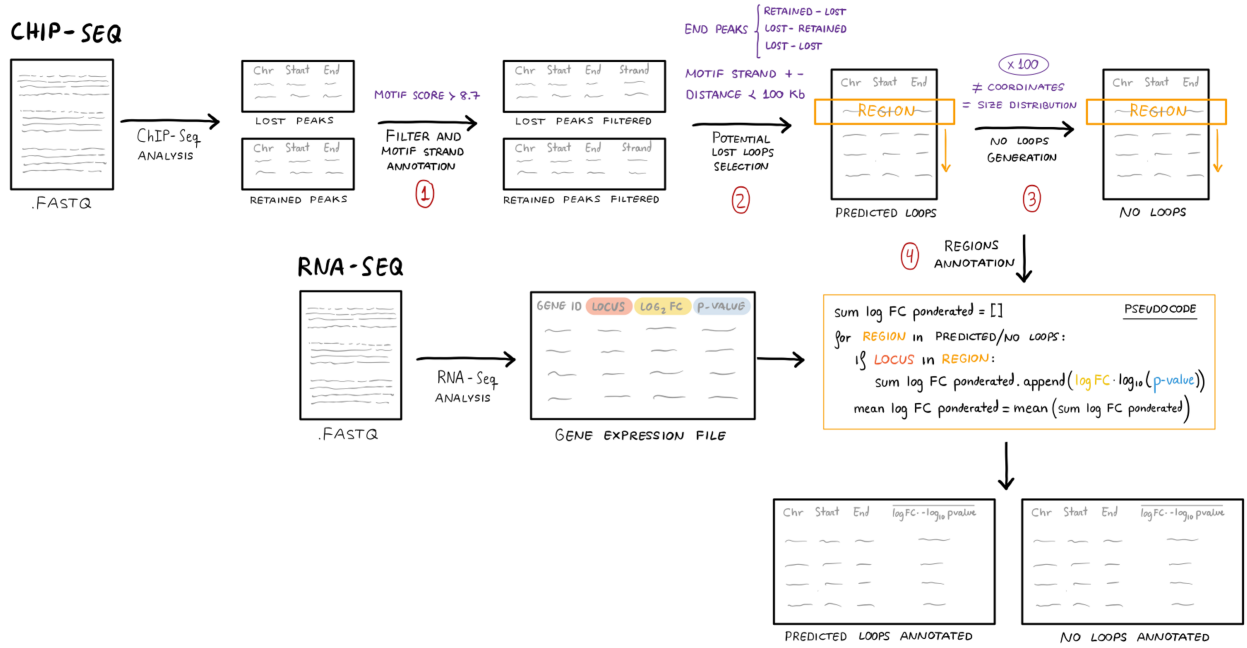 CHIP-SEQ
.FASTQ
ChIP-Seq
ANALYSIS
Chr Start End
LOST PEAKS
Chr Start End
RETAINED PEAKS
MOTIF SCORE > 8.7
FILTER AND
MOTIF STRAND
ANNOTATION
1
Chr Start End Strand
LOST PEAKS FILTERED
Chr Start End Strand
RETAINED PEAKS FILTERED
END PEAKS { RETAINED - LOST
LOST - RETAINED
LOST - LOST
MOTIF STRAND + -
DISTANCE < 100 Kb
POTENTIAL
LOST LOOPS
SELECTION
2
Chr Start End
REGION
PREDICTED LOOPS
x100
≠ COORDINATES
= SIZE DISTRIBUTION
NO LOOPS
GENERATION
3
Chr Start End
REGION
NO LOOPS
4 REGIONS
ANNOTATION
RNA-SEQ
.FASTQ
RNA-Seq
ANALYSIS
GENE ID LOCUS LOG₂ FC P-VALUE
GENE EXPRESSION FILE
PSEUDOCODE
sum log FC ponderated = []
for REGION in PREDICTED/NO LOOPS:
if LOCUS in REGION:
sum log FC ponderated.append(log FC · log₁₀(p-value))
mean log FC ponderated = mean (sum log FC ponderated)
Chr Start End logFC·-log₁₀ pvalue
PREDICTED LOOPS ANNOTATED
Chr Start End logFC·-log₁₀ pvalue
NO LOOPS ANNOTATED